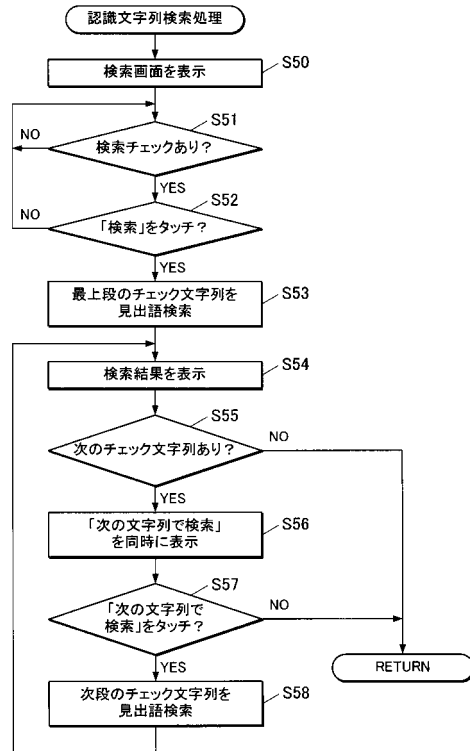 認識文字列検索処理
検索画面を表示
S50
S51
NO
検索チェックあり？
YES
S52
NO
「検索」をタッチ？
YES
最上段のチェック文字列を
見出語検索
S53
検索結果を表示
S54
S55
次のチェック文字列あり？
NO
YES
「次の文字列で検索」
を同時に表示
S56
S57
「次の文字列で
検索」をタッチ？
NO
YES
RETURN
次段のチェック文字列を
見出語検索
S58